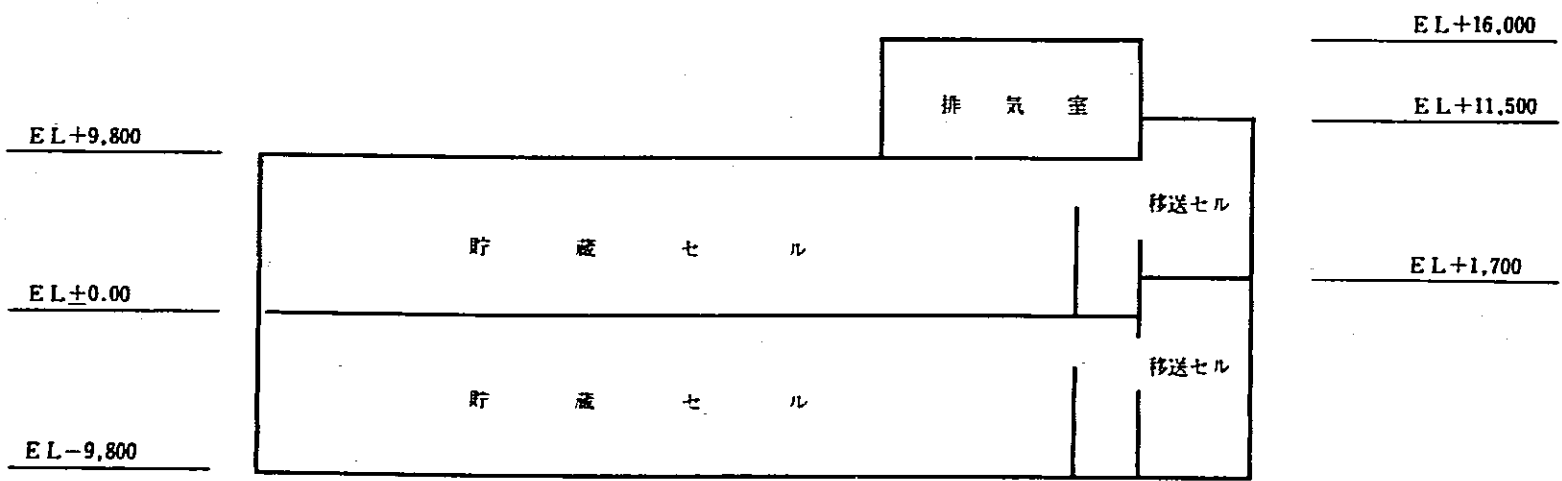 EL+16,000
排気室
EL+11,500
EL+9,800
移送セル
貯蔵セル
EL+1,700
EL±0.00
移送セル
貯蔵セル
EL-9,800